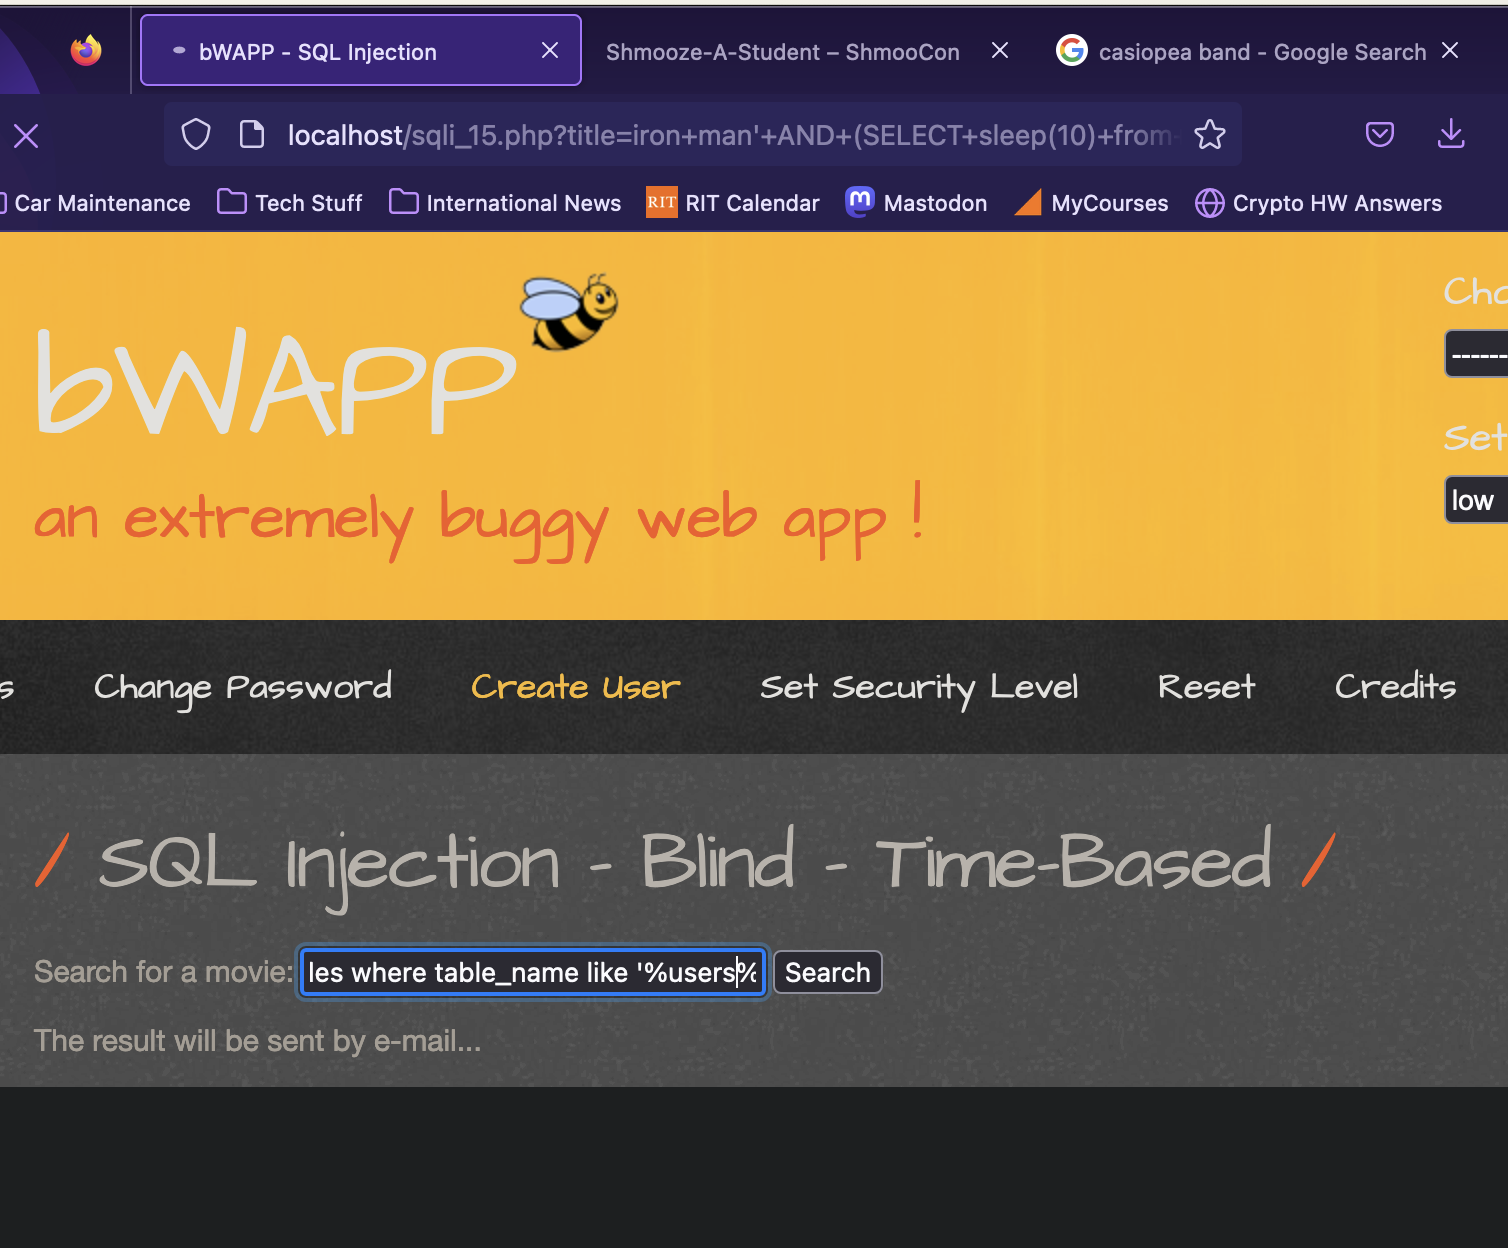 bWAPP - SQL Injection
Shmooze-A-Student – ShmooCon
casiopea band - Google Search
localhost/sqli_15.php?title=iron+man'+AND+(SELECT+sleep(10)+from-
Car Maintenance
Tech Stuff
International News
RIT
RIT Calendar
Mastodon
MyCourses
Crypto HW Answers
bWAPP
an extremely buggy web app !
Cho
------
Set
low
s
Change Password
Create User
Set Security Level
Reset
Credits
/ SQL Injection - Blind - Time-Based /
Search for a movie: les where table_name like '%users% Search
The result will be sent by e-mail...